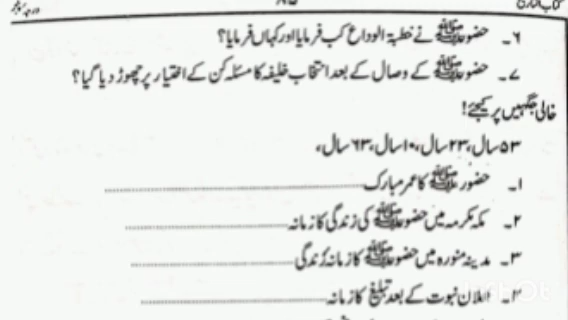 ۶۔ حضور ﷺ نے خطبۃ الوداع کب فرمایا اور کہاں فرمایا؟
۷۔ حضور ﷺ کے وصال کے بعد انتخاب خلیفہ کا مسئلہ کن کے اختیار پر چھوڑ دیا گیا؟
خالی جگہیں پر کیجئے!
۵۳ سال، ۲۳ سال، ۱۰ سال، ۶۳ سال،
۱۔ حضور ﷺ کا عمر مبارک
۲۔ مکہ مکرمہ میں حضور ﷺ کی زندگی کا زمانہ
۳۔ مدینہ منورہ میں حضور ﷺ کا زمانہ زندگی
۴۔ اعلان نبوت کے بعد تبلیغ کا زمانہ